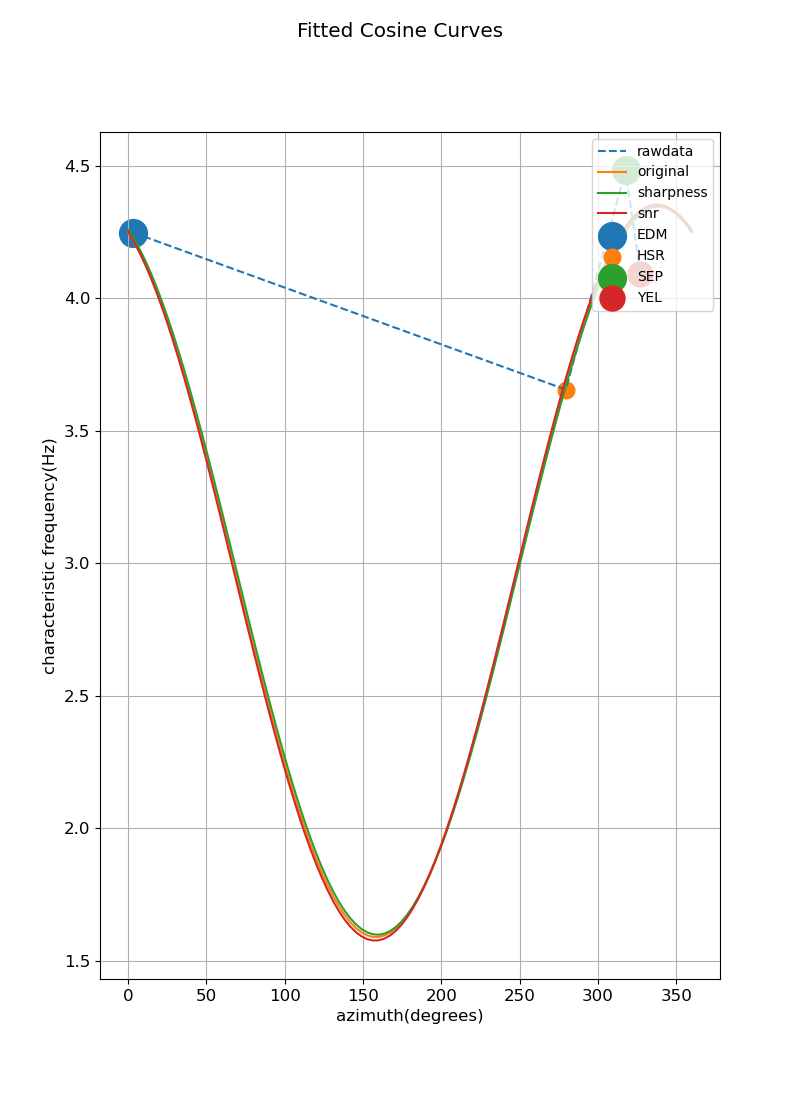 Fitted Cosine Curves
4.5
4.0
3.5
3.0
2.5
2.0
1.5
characteristic frequency(Hz)
rawdata
original
sharpness
snr
EDM
HSR
SEP
YEL
0 50 100 150 200 250 300 350
azimuth(degrees)